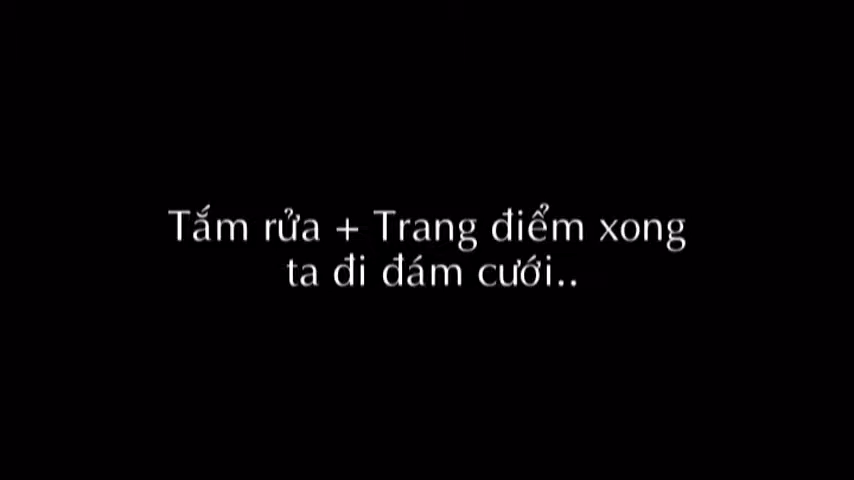 Tắm rửa + Trang điểm xong
ta đi đám cưới..